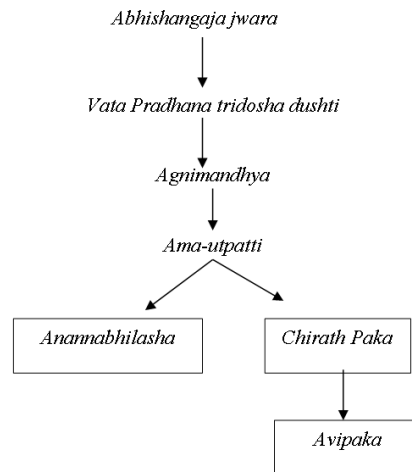 Abhishangaja jwara
Vata Pradhana tridosha dushti
Agnimandhya
Ama-utpatti
Anannabhilasha
Chirath Paka
Avipaka